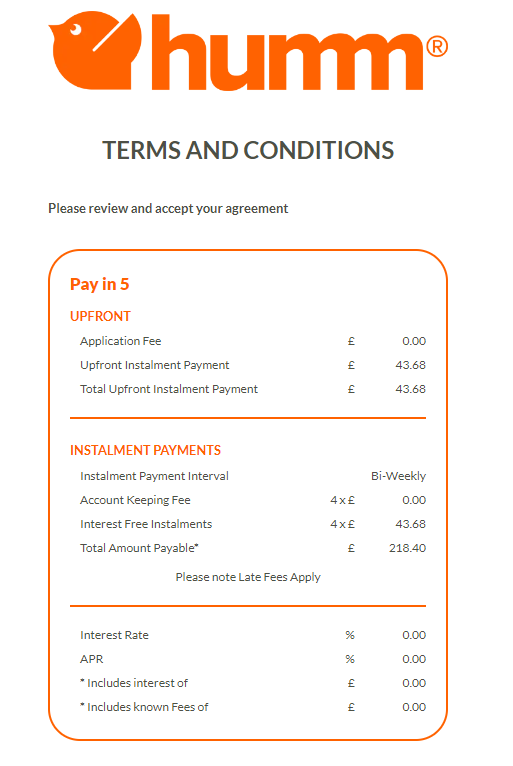 humm®
TERMS AND CONDITIONS
Please review and accept your agreement
Pay in 5
UPFRONT
Application Fee £ 0.00
Upfront Instalment Payment £ 43.68
Total Upfront Instalment Payment £ 43.68
INSTALMENT PAYMENTS
Instalment Payment Interval Bi-Weekly
Account Keeping Fee 4 x £ 0.00
Interest Free Instalments 4 x £ 43.68
Total Amount Payable* £ 218.40
Please note Late Fees Apply
Interest Rate % 0.00
APR % 0.00
* Includes interest of £ 0.00
* Includes known Fees of £ 0.00